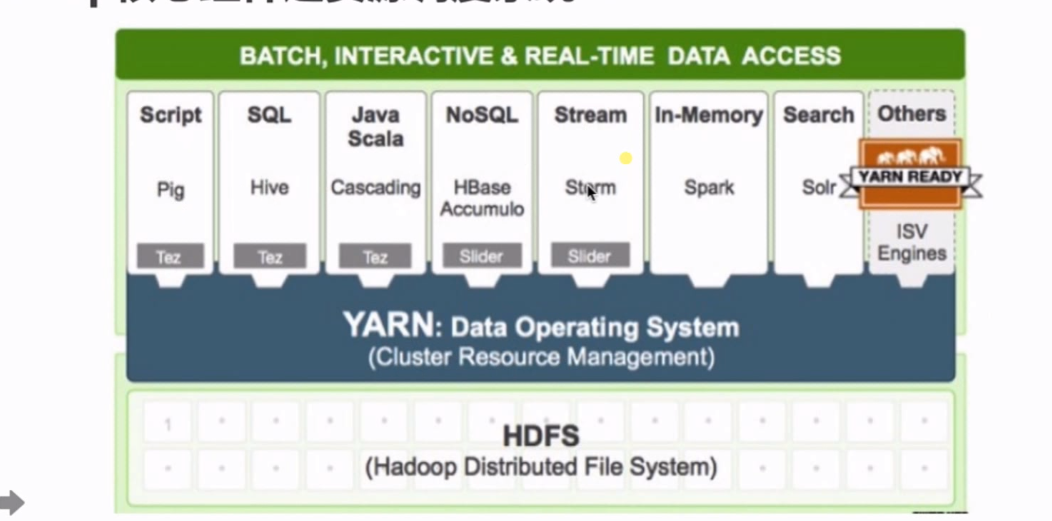 BATCH, INTERACTIVE & REAL-TIME DATA ACCESS
Script
Pig
Tez
SQL
Hive
Tez
Java
Scala
Cascading
Tez
NoSQL
HBase
Accumulo
Slider
Stream
Storm
Slider
In-Memory
Spark
Search
Solr
Others
YARN READY
ISV
Engines
YARN: Data Operating System
(Cluster Resource Management)
1
HDFS
(Hadoop Distributed File System)